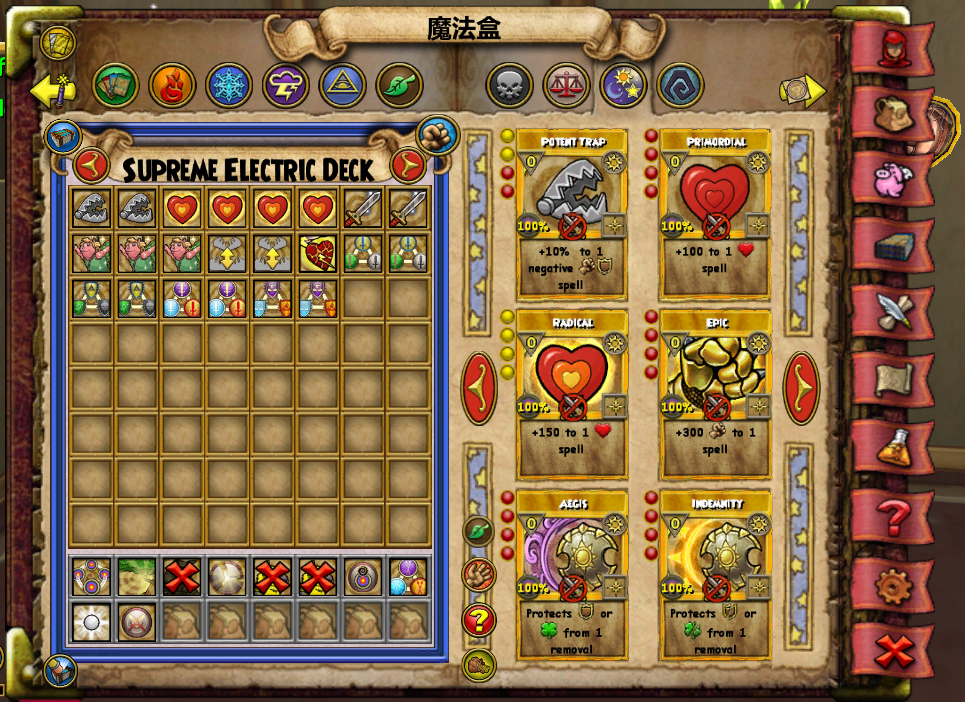 魔法盒
SUPREME ELECTRIC DECK
POTENT TRAP
0
100%
+10% to 1
negative
spell
PRIMORDIAL
0
100%
+100 to 1
spell
RADICAL
0
100%
+150 to 1
spell
EPIC
0
100%
+300 to 1
spell
AEGIS
0
100%
Protects or
from 1
removal
INDEMNITY
0
100%
Protects or
from 1
removal